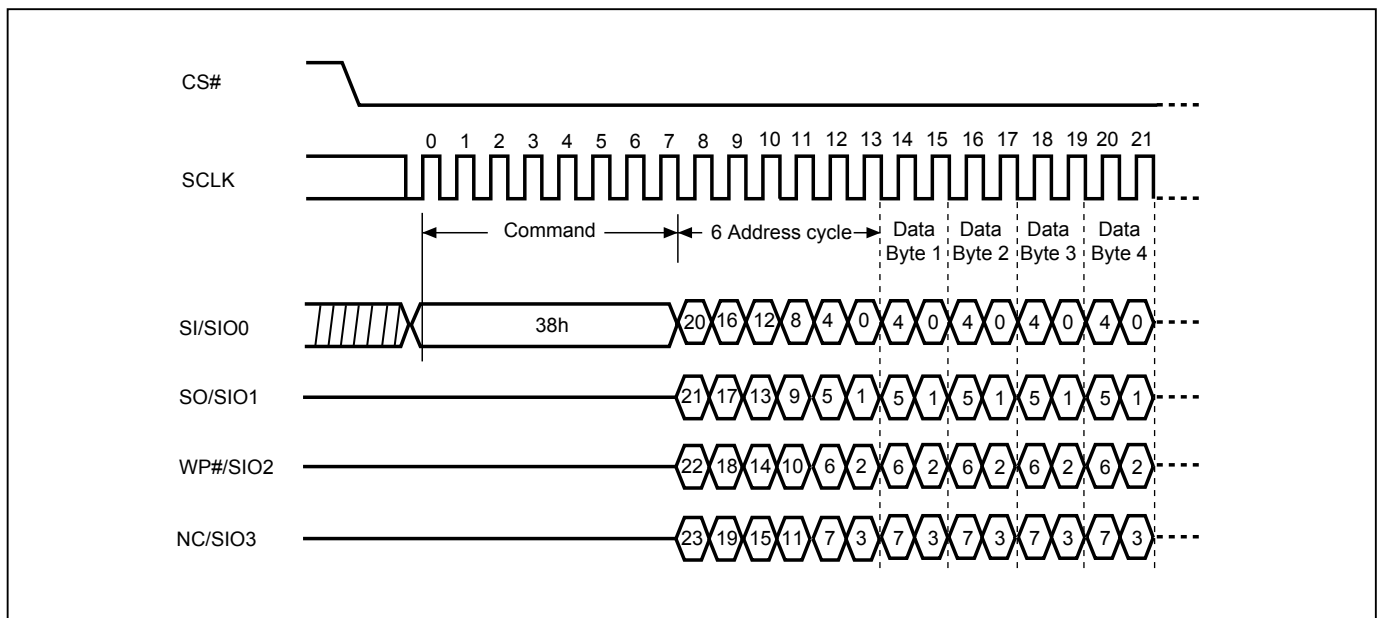 CS#
0 1 2 3 4 5 6 7 8 9 10 11 12 13 14 15 16 17 18 19 20 21
SCLK
Command 6 Address cycle Data Byte 1 Data Byte 2 Data Byte 3 Data Byte 4
SI/SIO0 38h 20 16 12 8 4 0 4 0 4 0 4 0 4 0
SO/SIO1 21 17 13 9 5 1 5 1 5 1 5 1 5 1
WP#/SIO2 22 18 14 10 6 2 6 2 6 2 6 2 6 2
NC/SIO3 23 19 15 11 7 3 7 3 7 3 7 3 7 3